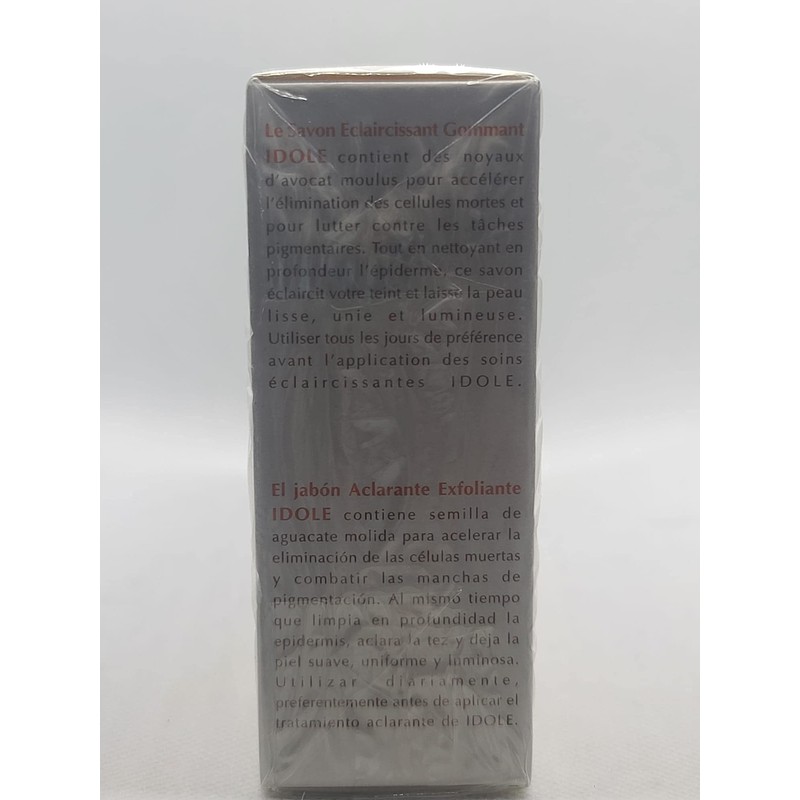 Le Savon Eclaircissant Gommant
IDOLE contient des noyaux
d'avocat moulus pour accélérer
l'élimination des cellules mortes et
pour lutter contre les tâches
pigmentaires. Tout en nettoyant en
profondeur l'épiderme, ce savon
éclaircit votre teint et laisse la peau
lisse, unie et lumineuse.
Utiliser tous les jours de préférence
avant l'application des soins
éclaircissantes IDOLE.
El jabón Aclarante Exfoliante
IDOLE contiene semilla de
aguacate molida para acelerar la
eliminación de las células muertas
y combatir las manchas de
pigmentación. Al mismo tiempo
que limpia en profundidad la
epidermis, aclara la tez y deja la
piel suave, uniforme y luminosa.
Utilizar diariamente,
preferentemente antes de aplicar el
tratamiento aclarante de IDOLE.